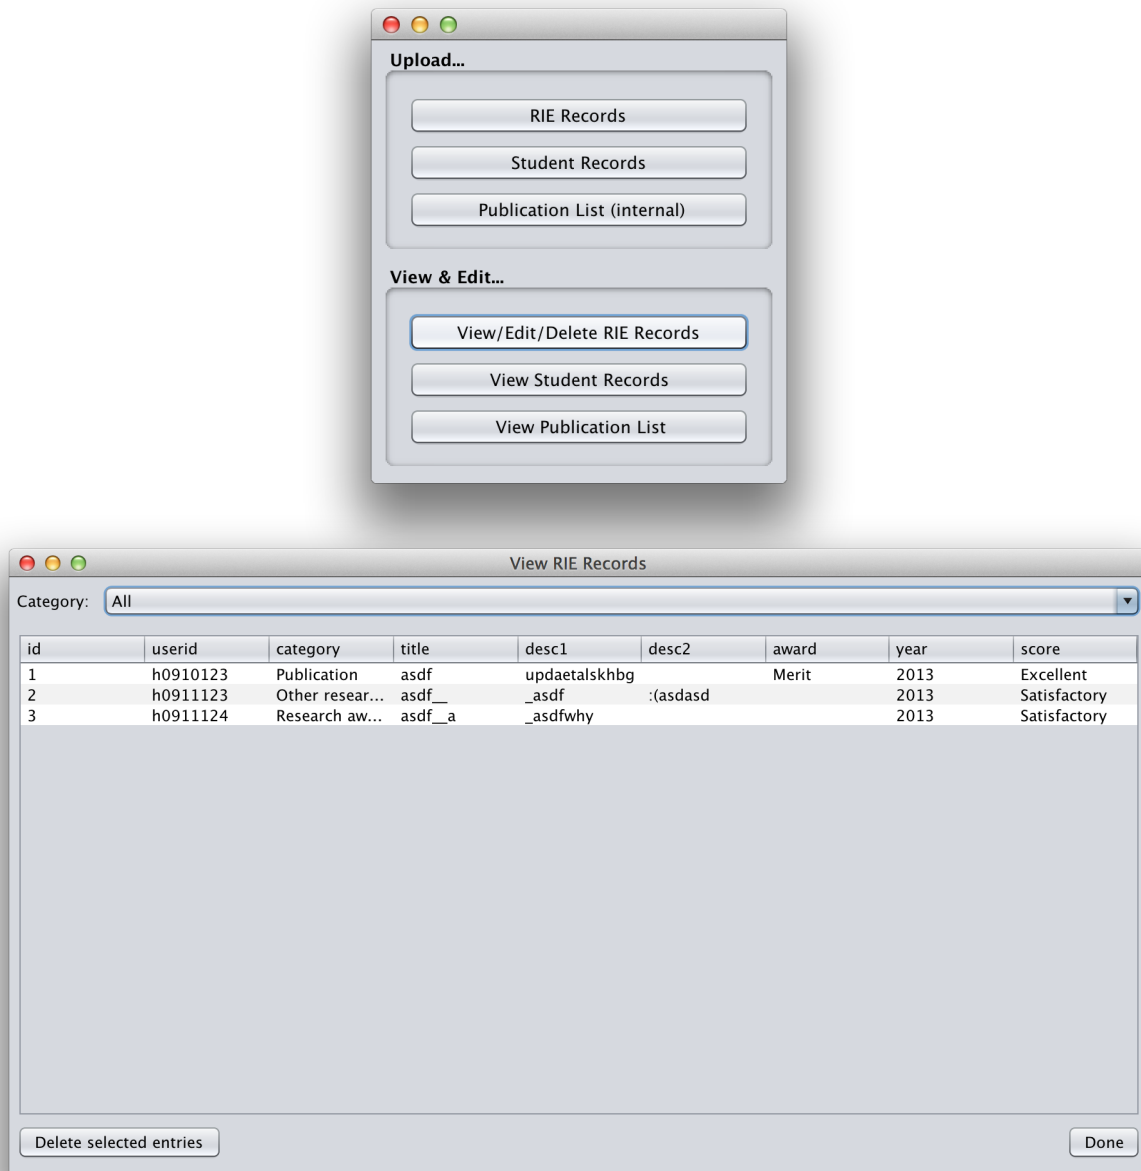 Upload...
RIE Records
Student Records
Publication List (internal)
View & Edit...
View/Edit/Delete RIE Records
View Student Records
View Publication List
View RIE Records
Category: All
id userid category title desc1 desc2 award year score
1 h0910123 Publication asdf updaetalskhbg Merit 2013 Excellent
2 h0911123 Other resear... asdf__ _asdf :(asdasd 2013 Satisfactory
3 h0911124 Research aw... asdf__a _asdfwhy 2013 Satisfactory
Delete selected entries Done